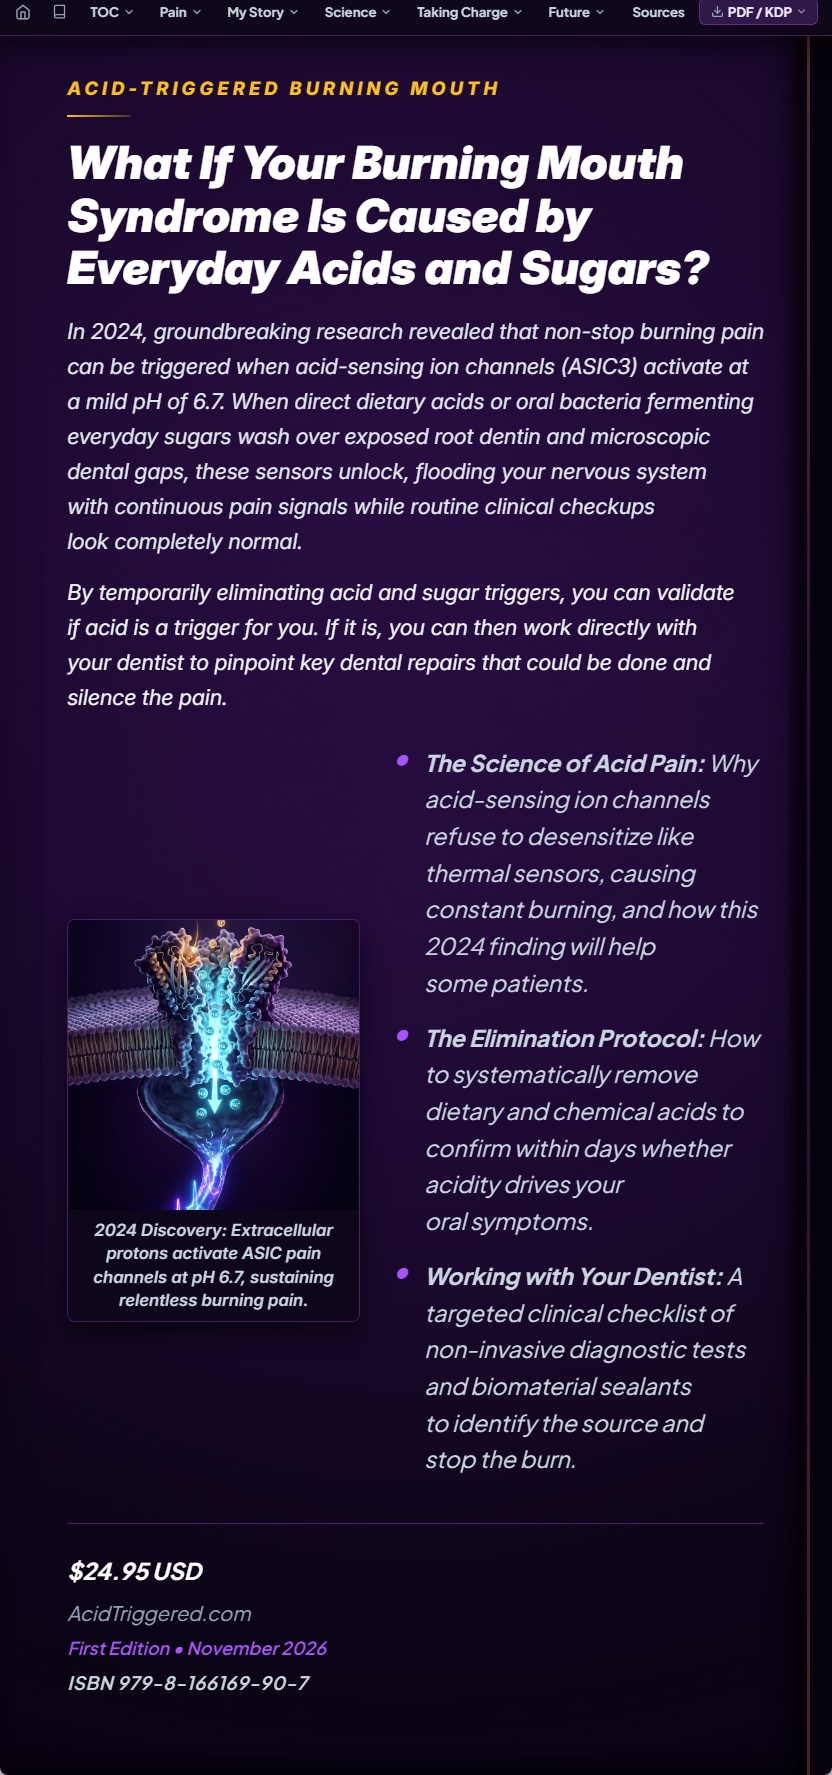 TOC Pain My Story Science Taking Charge Future Sources PDF / KDP
ACID-TRIGGERED BURNING MOUTH
What If Your Burning Mouth
Syndrome Is Caused by
Everyday Acids and Sugars?
In 2024, groundbreaking research revealed that non-stop burning pain
can be triggered when acid-sensing ion channels (ASIC3) activate at
a mild pH of 6.7. When direct dietary acids or oral bacteria fermenting
everyday sugars wash over exposed root dentin and microscopic
dental gaps, these sensors unlock, flooding your nervous system
with continuous pain signals while routine clinical checkups
look completely normal.
By temporarily eliminating acid and sugar triggers, you can validate
if acid is a trigger for you. If it is, you can then work directly with
your dentist to pinpoint key dental repairs that could be done and
silence the pain.
2024 Discovery: Extracellular
protons activate ASIC pain
channels at pH 6.7, sustaining
relentless burning pain.
The Science of Acid Pain: Why
acid-sensing ion channels
refuse to desensitize like
thermal sensors, causing
constant burning, and how this
2024 finding will help
some patients.
The Elimination Protocol: How
to systematically remove
dietary and chemical acids to
confirm within days whether
acidity drives your
oral symptoms.
Working with Your Dentist: A
targeted clinical checklist of
non-invasive diagnostic tests
and biomaterial sealants
to identify the source and
stop the burn.
$24.95 USD
AcidTriggered.com
First Edition • November 2026
ISBN 979-8-166169-90-7